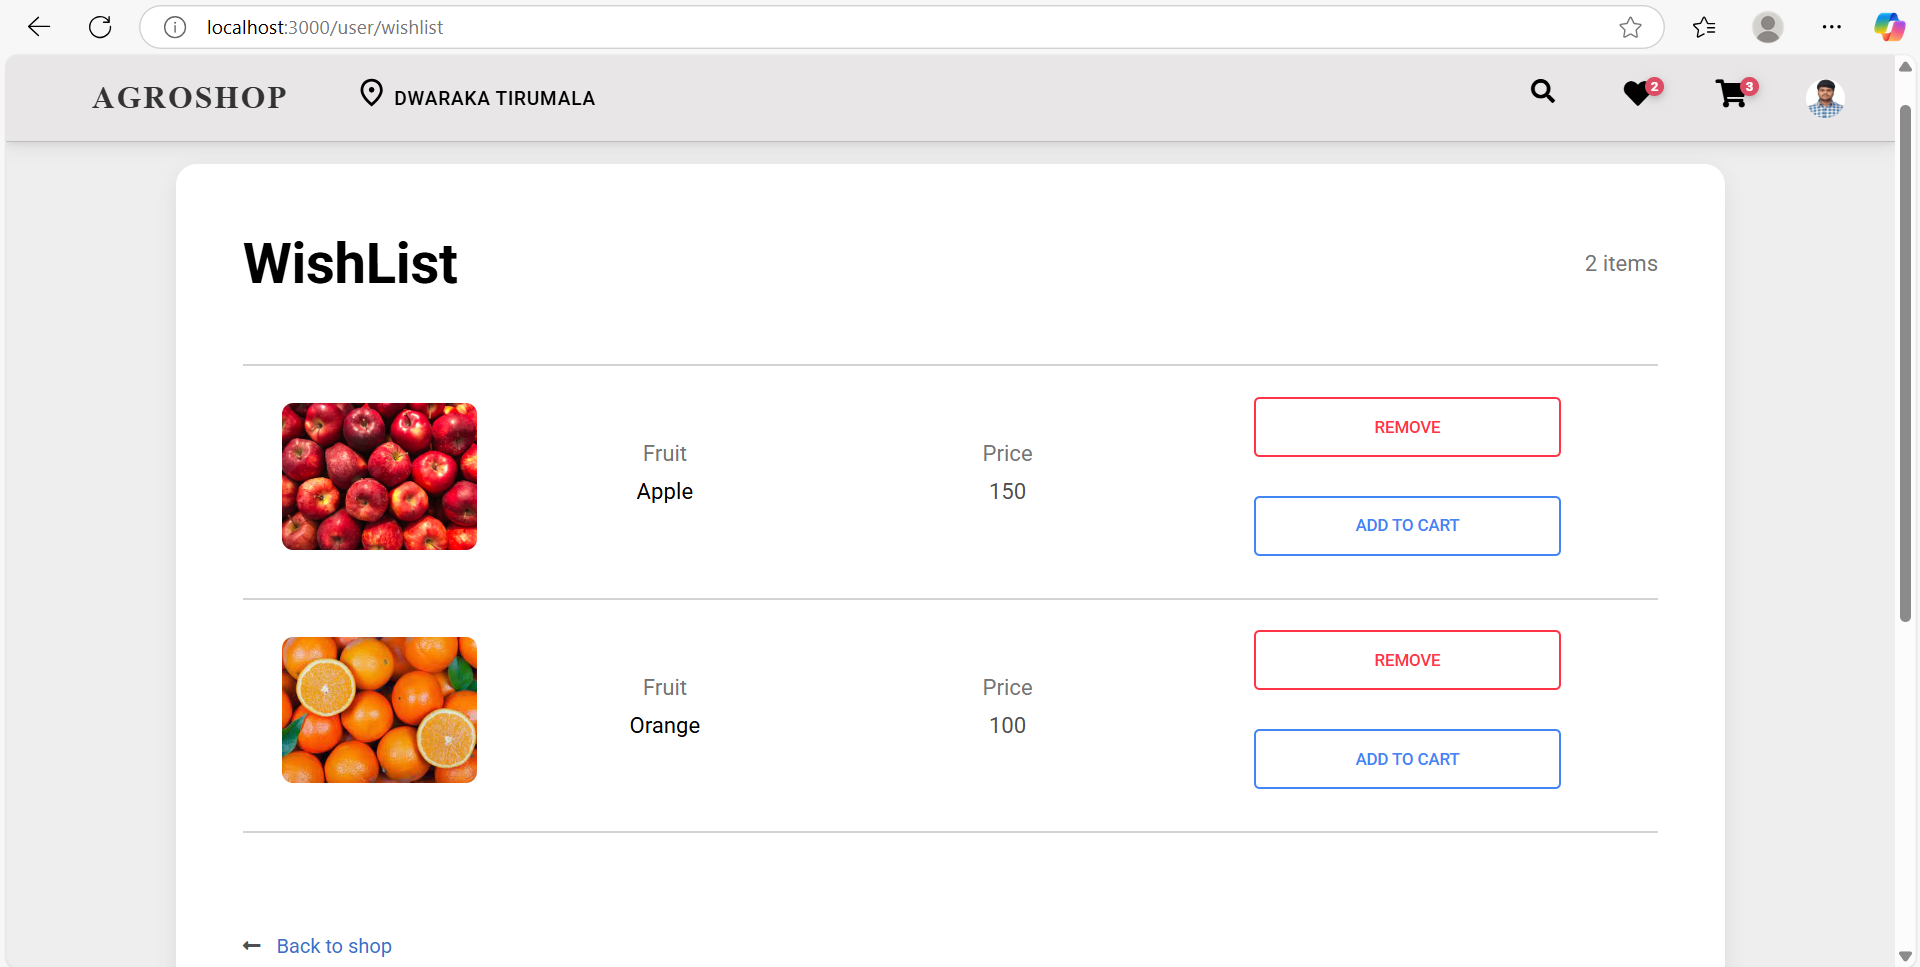 localhost:3000/user/wishlist
AGROSHOP
DWARAKA TIRUMALA
2
3
WishList
2 items
Fruit
Apple
Price
150
REMOVE
ADD TO CART
Fruit
Orange
Price
100
REMOVE
ADD TO CART
Back to shop